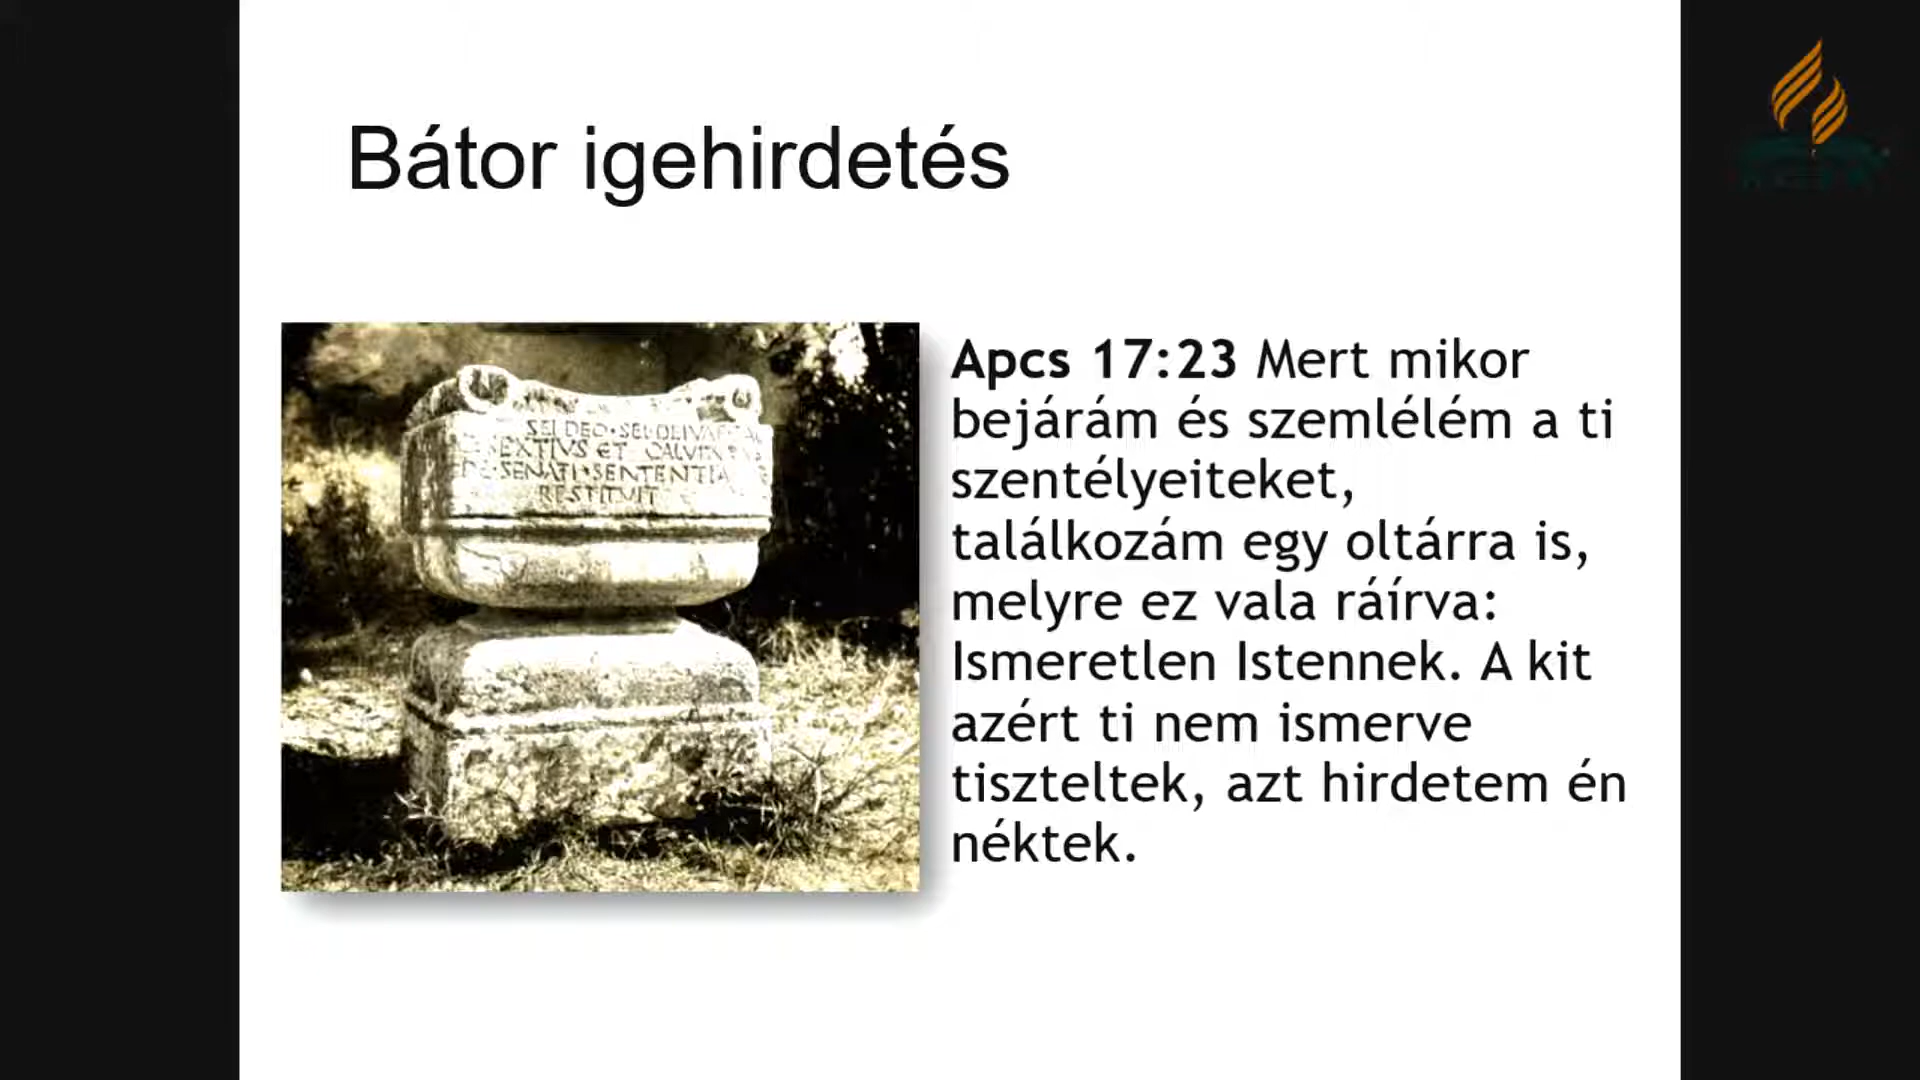 Bátor igehirdetés
SEI·DEO·SEI·DEIVAE·SAC
SEXTIVS ET CALVINVS
DE·SENATI·SENTENTIA
RESTITVIT
Apcs 17:23 Mert mikor
bejárám és szemlélém a ti
szentélyeiteket,
találkozám egy oltárra is,
melyre ez vala ráírva:
Ismeretlen Istennek. A kit
azért ti nem ismerve
tiszteltek, azt hirdetem én
néktek.